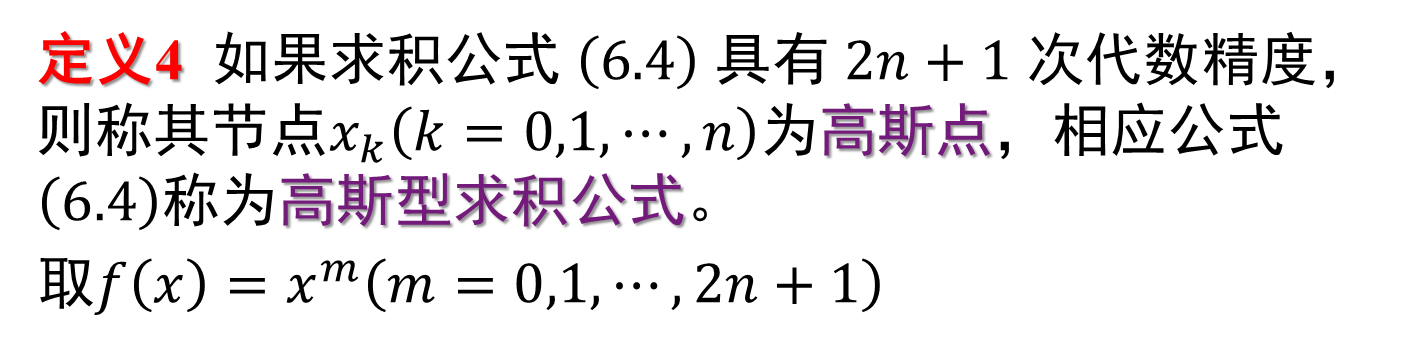 定义4 如果求积公式 (6.4) 具有 2n + 1 次代数精度，
则称其节点xₖ(k = 0,1, ⋯ , n)为高斯点，相应公式
(6.4)称为高斯型求积公式。
取f(x) = xᵐ(m = 0,1, ⋯ , 2n + 1)